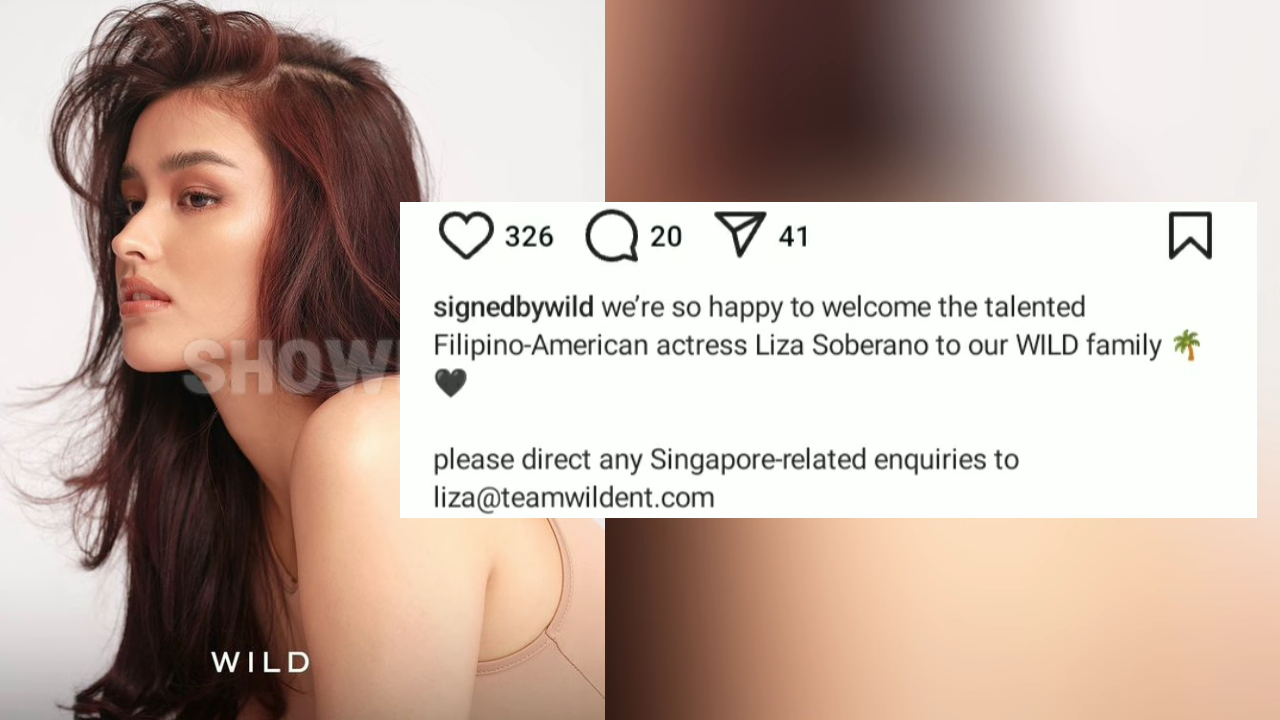 SHOW
326 20 41
signedbywild we’re so happy to welcome the talented
Filipino-American actress Liza Soberano to our WILD family 🌴
🖤
please direct any Singapore-related enquiries to
liza@teamwildent.com
WILD